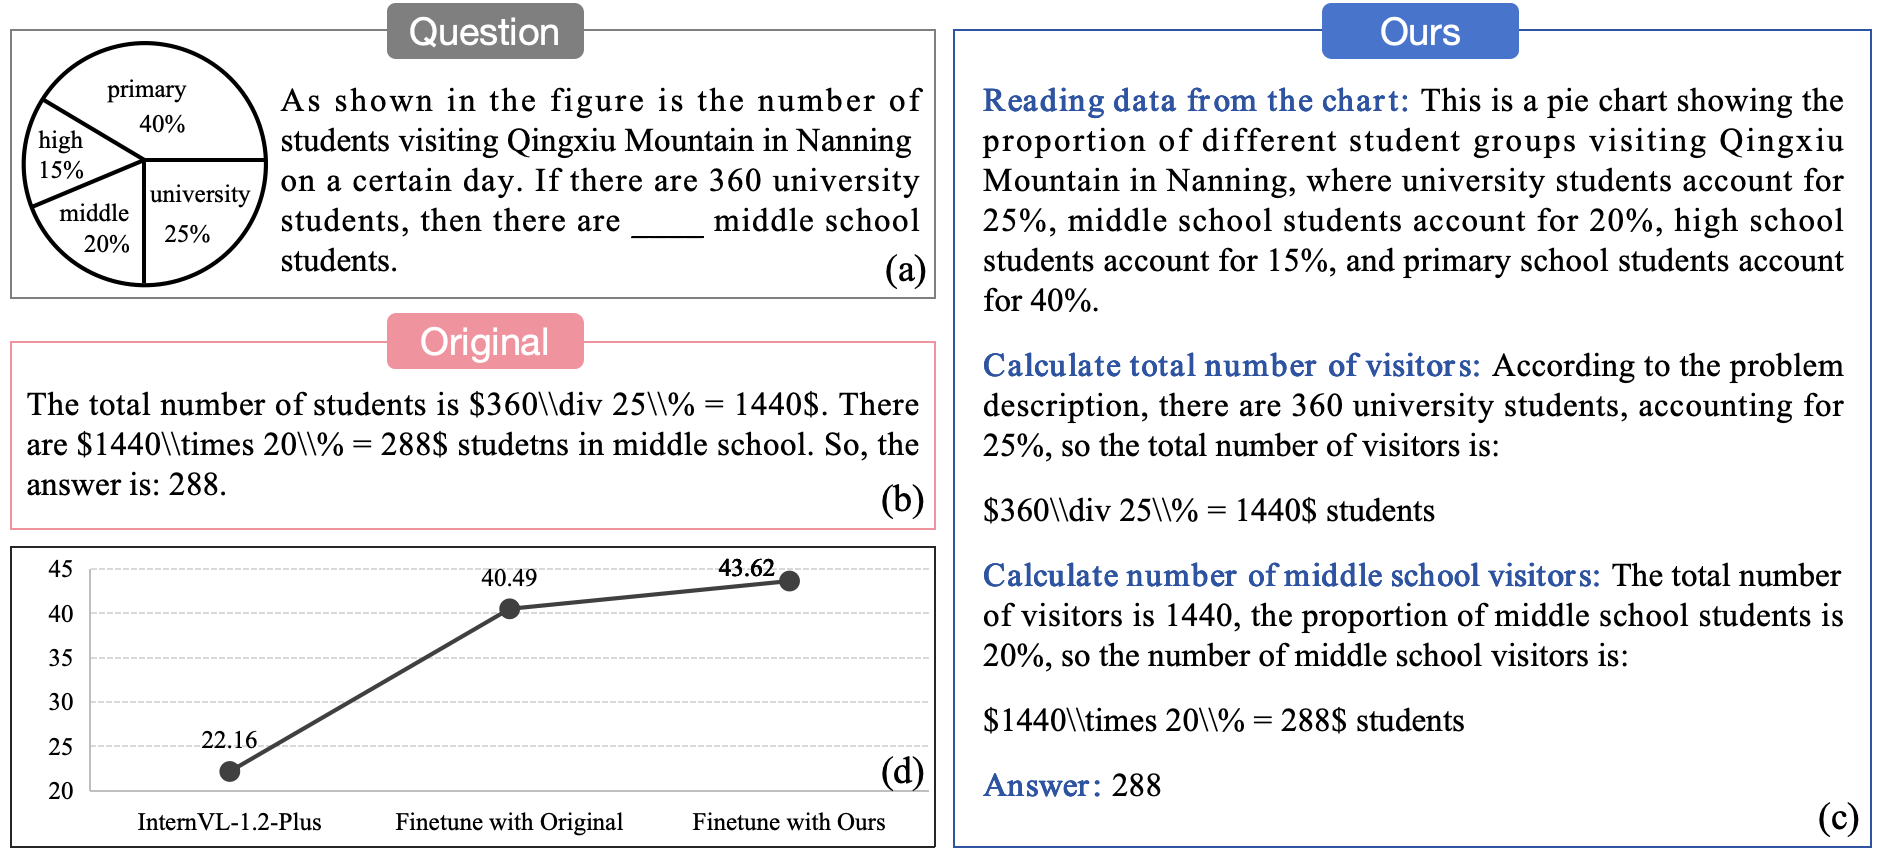 Question
primary
40%
high
15%
middle
20%
university
25%
As shown in the figure is the number of
students visiting Qingxiu Mountain in Nanning
on a certain day. If there are 360 university
students, then there are _____ middle school
students.
(a)
Original
The total number of students is $360\\div 25\\% = 1440$. There
are $1440\\times 20\\% = 288$ studetns in middle school. So, the
answer is: 288.
(b)
45
40
35
30
25
20
22.16
40.49
43.62
InternVL-1.2-Plus
Finetune with Original
Finetune with Ours
(d)
Ours
Reading data from the chart: This is a pie chart showing the
proportion of different student groups visiting Qingxiu
Mountain in Nanning, where university students account for
25%, middle school students account for 20%, high school
students account for 15%, and primary school students account
for 40%.
Calculate total number of visitors: According to the problem
description, there are 360 university students, accounting for
25%, so the total number of visitors is:
$360\\div 25\\% = 1440$ students
Calculate number of middle school visitors: The total number
of visitors is 1440, the proportion of middle school students is
20%, so the number of middle school visitors is:
$1440\\times 20\\% = 288$ students
Answer: 288
(c)